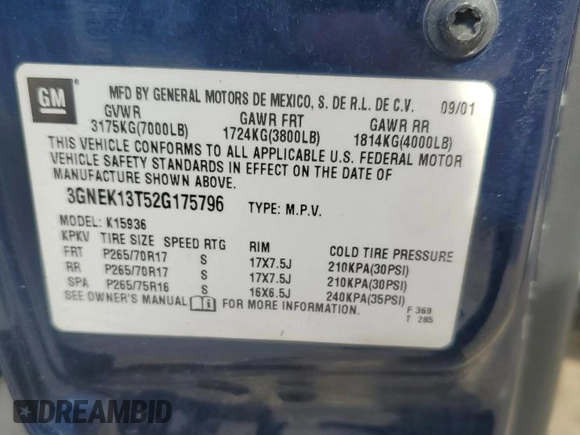 GM ®
MFD BY GENERAL MOTORS DE MEXICO, S. DE R.L. DE C.V. 09/01
GVWR GAWR FRT GAWR RR
3175KG(7000LB) 1724KG(3800LB) 1814KG(4000LB)
THIS VEHICLE CONFORMS TO ALL APPLICABLE U.S. FEDERAL MOTOR
VEHICLE SAFETY STANDARDS IN EFFECT ON THE DATE OF
MANUFACTURE SHOWN ABOVE.
3GNEK13T52G175796 TYPE: M.P.V.
MODEL: K15936
KPKV TIRE SIZE SPEED RTG RIM COLD TIRE PRESSURE
FRT P265/70R17 S 17X7.5J 210KPA(30PSI)
RR P265/70R17 S 17X7.5J 210KPA(30PSI)
SPA P265/75R16 S 16X6.5J 240KPA(35PSI)
SEE OWNER'S MANUAL FOR MORE INFORMATION.
F 369
T 285
DREAMBID